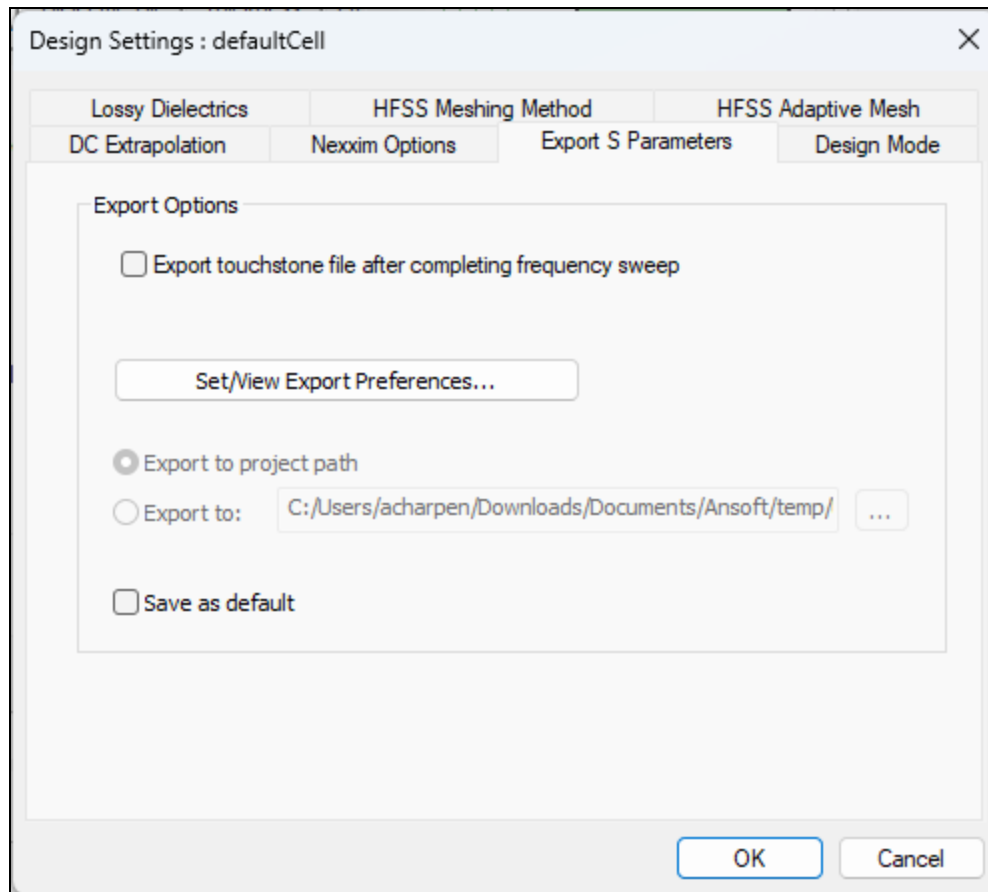 Design Settings : defaultCell
Lossy Dielectrics HFSS Meshing Method HFSS Adaptive Mesh
DC Extrapolation Nexxim Options Export S Parameters Design Mode
Export Options
Export touchstone file after completing frequency sweep
Set/View Export Preferences...
Export to project path
Export to: C:/Users/acharpen/Downloads/Documents/Ansoft/temp/ ...
Save as default
OK Cancel